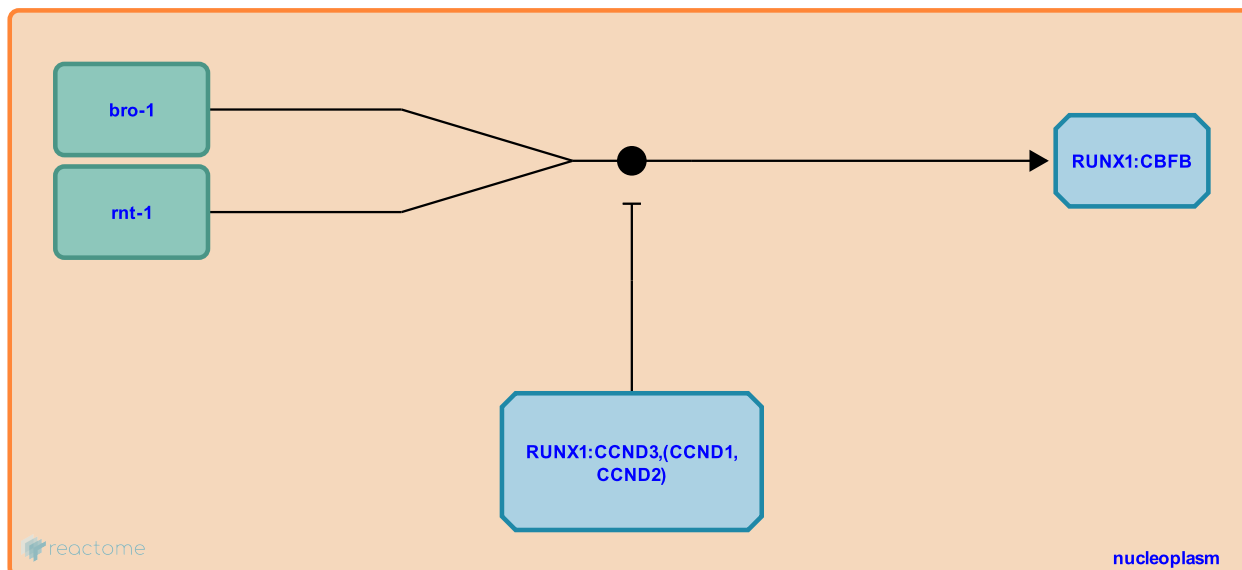 bro-1
rnt-1
RUNX1:CBFB
RUNX1:CCND3,(CCND1,
CCND2)
reactome
nucleoplasm